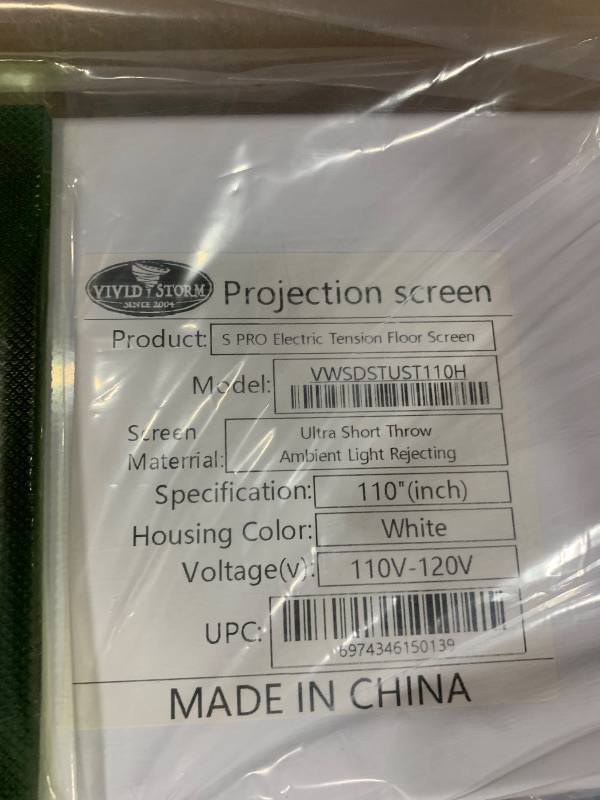 VIVID STORM
SINCE 2004
Projection screen
Product: S PRO Electric Tension Floor Screen
Model: VWSDSTUST110H
Screen Ultra Short Throw
Materrial: Ambient Light Rejecting
Specification: 110"(inch)
Housing Color: White
Voltage(v): 110V-120V
UPC: 6974346150139
MADE IN CHINA